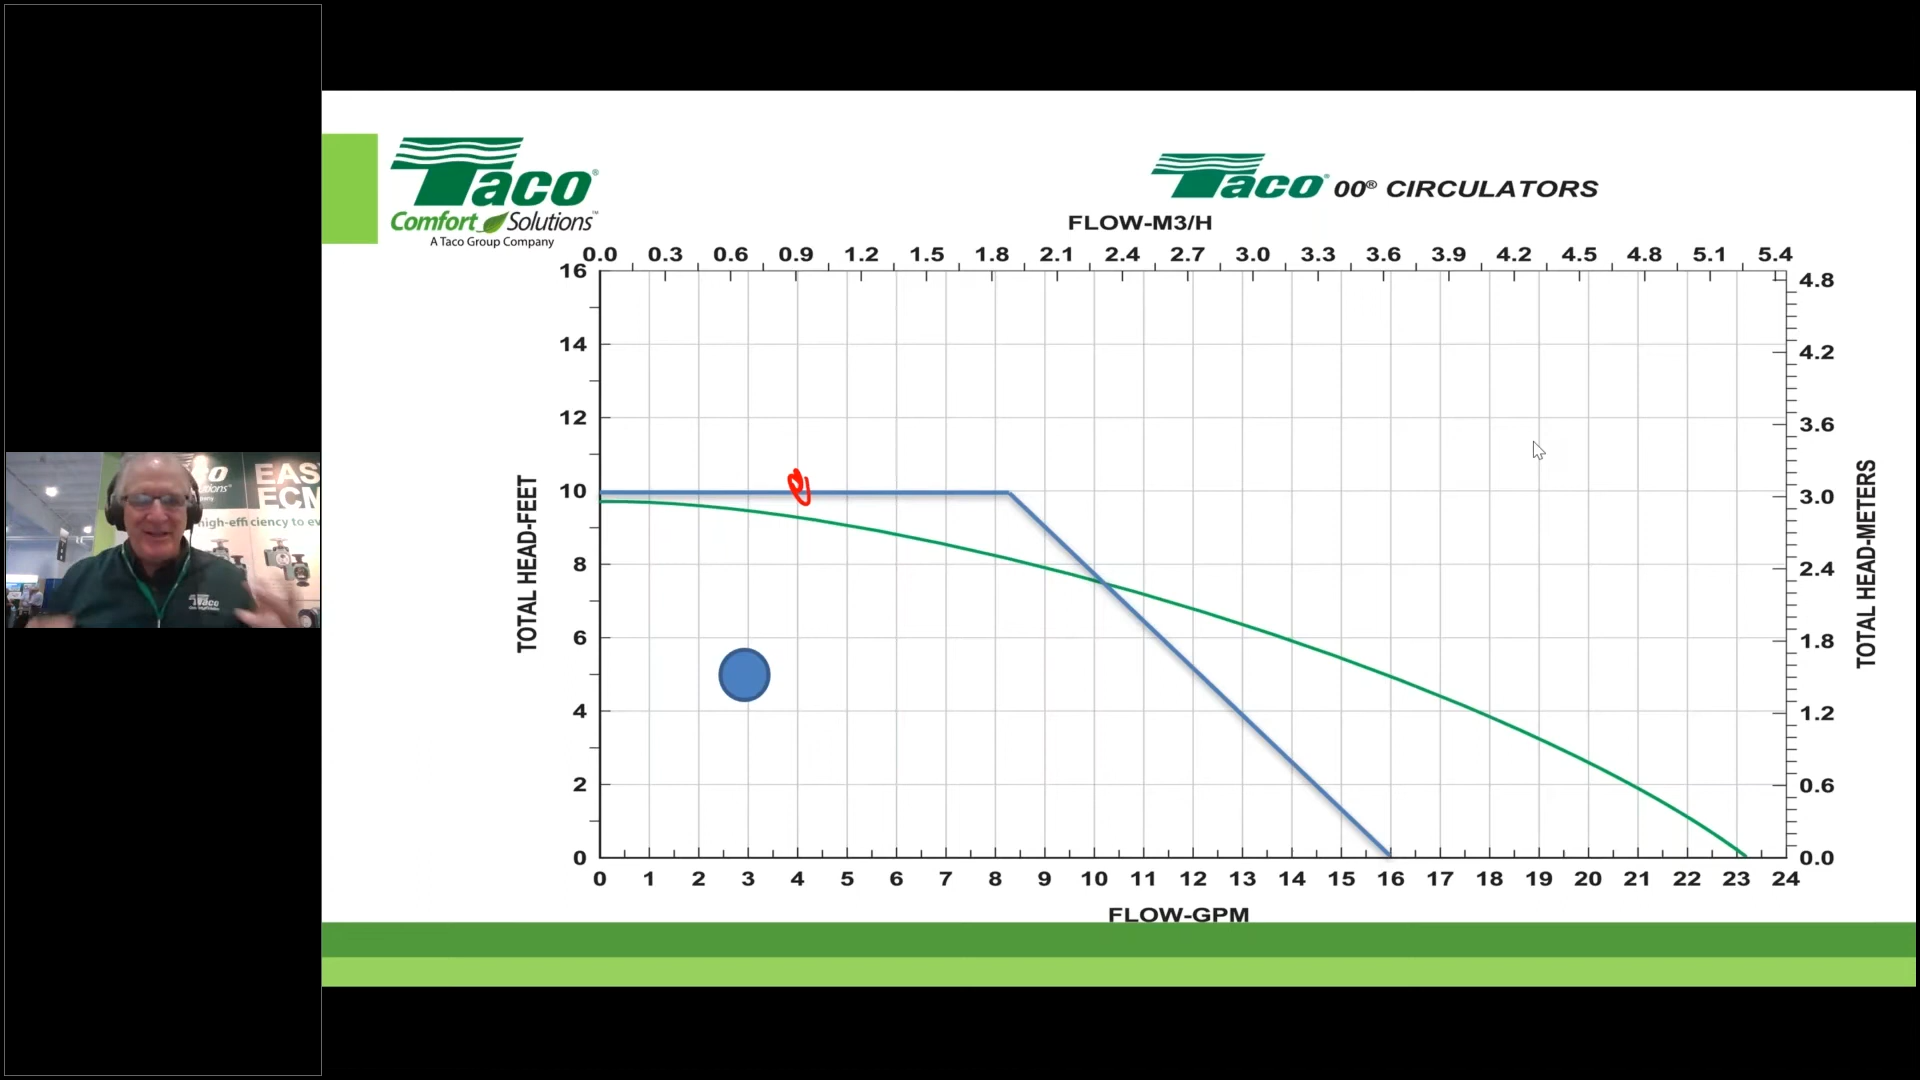 Taco®
Comfort Solutions™
A Taco Group Company
Taco® 00® CIRCULATORS
FLOW-M3/H
0.0 0.3 0.6 0.9 1.2 1.5 1.8 2.1 2.4 2.7 3.0 3.3 3.6 3.9 4.2 4.5 4.8 5.1 5.4
16
14
12
10
8
6
4
2
0
TOTAL HEAD-FEET
4.8
4.2
3.6
3.0
2.4
1.8
1.2
0.6
0.0
TOTAL HEAD-METERS
0 1 2 3 4 5 6 7 8 9 10 11 12 13 14 15 16 17 18 19 20 21 22 23 24
FLOW-GPM
EAS
ECM
high-efficiency to ev
Taco